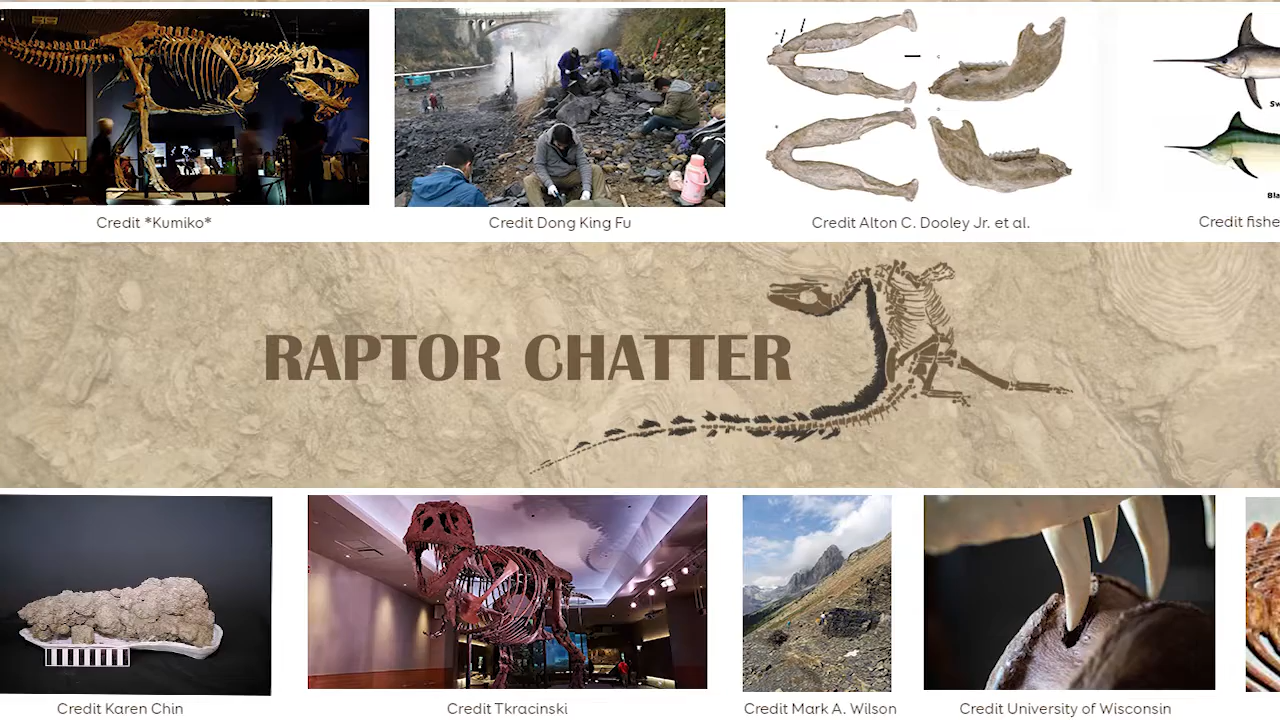 Credit *Kumiko*
Credit Dong King Fu
Credit Alton C. Dooley Jr. et al.
RAPTOR CHATTER
Credit Karen Chin
Credit Tkracinski
Credit Mark A. Wilson
Credit University of Wisconsin